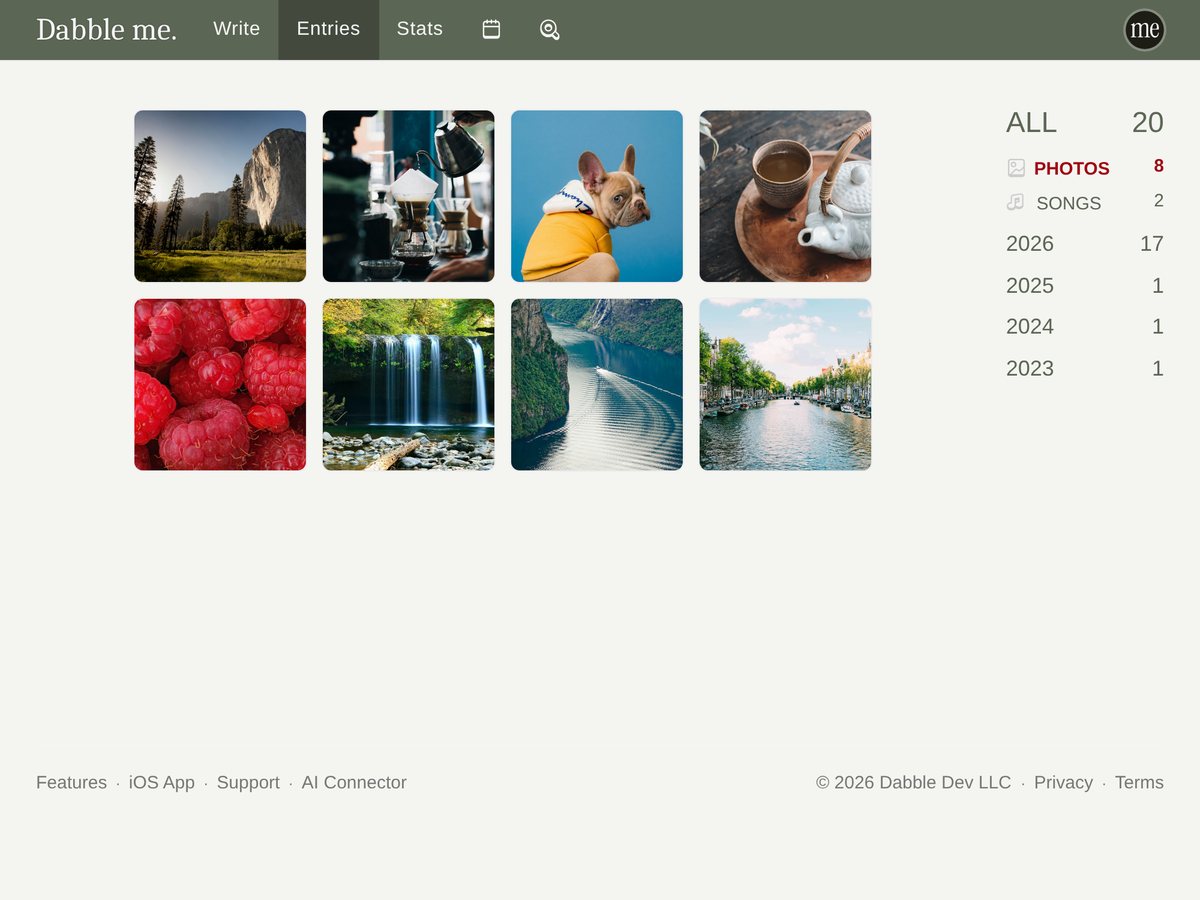 Dabble me. Write Entries Stats me
ALL 20
PHOTOS 8
SONGS 2
2026 17
2025 1
2024 1
2023 1
Features · iOS App · Support · AI Connector
© 2026 Dabble Dev LLC · Privacy · Terms